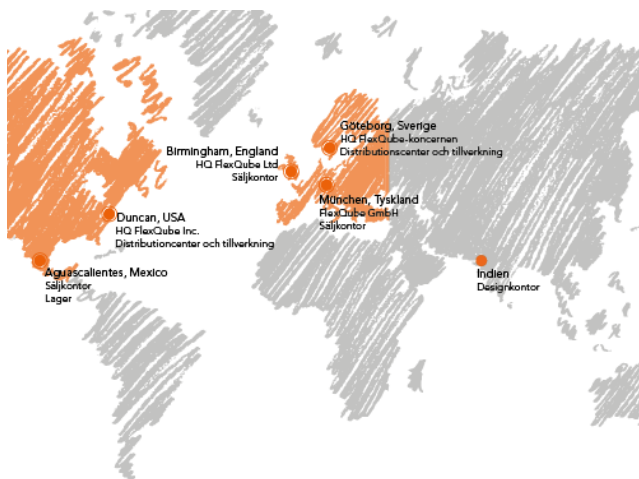 Göteborg, Sverige
HQ FlexQube-koncernen
Distributionscenter och tillverkning
Birmingham, England
HQ FlexQube Ltd
Säljkontor
München, Tyskland
FlexQube GmbH
Säljkontor
Duncan, USA
HQ FlexQube Inc.
Distributioncenter och tillverkning
Aguascalientes, Mexico
Säljkontor
Lager
Indien
Designkontor